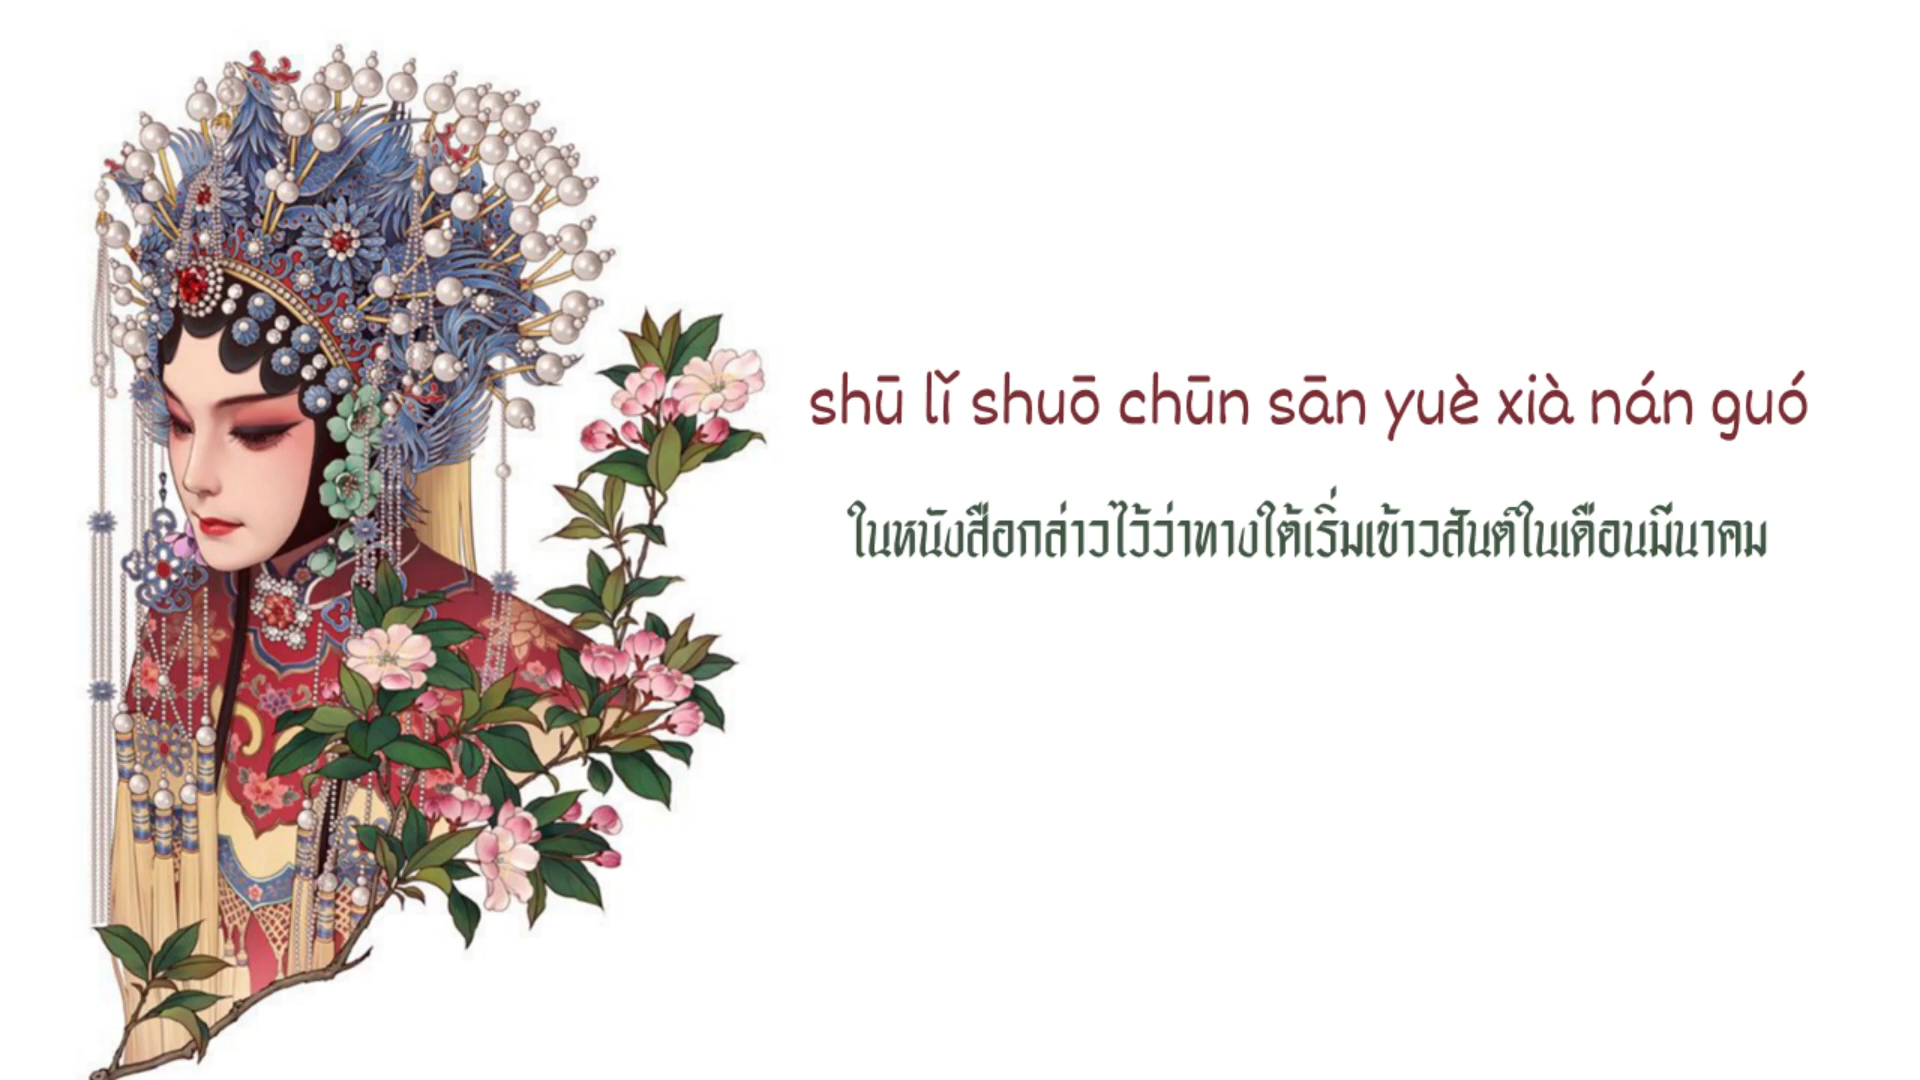 shū lǐ shuō chūn sān yuè xià nán guó
ในหนังสือกล่าวไว้ว่าทางใต้เริ่มเข้าวสันต์ในเดือนมีนาคม